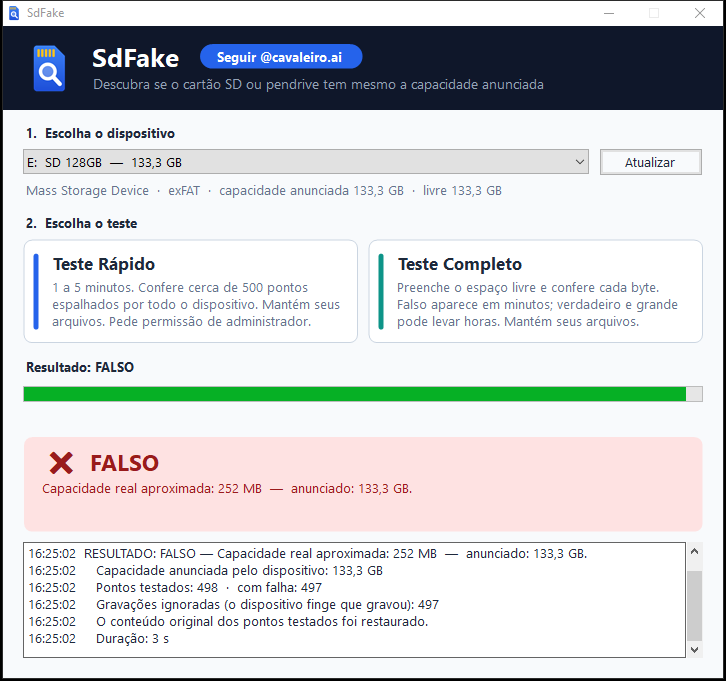 SdFake
SdFake
Seguir @cavaleiro.ai
Descubra se o cartão SD ou pendrive tem mesmo a capacidade anunciada
1. Escolha o dispositivo
E: SD 128GB — 133,3 GB
Atualizar
Mass Storage Device · exFAT · capacidade anunciada 133,3 GB · livre 133,3 GB
2. Escolha o teste
Teste Rápido
1 a 5 minutos. Confere cerca de 500 pontos
espalhados por todo o dispositivo. Mantém seus
arquivos. Pede permissão de administrador.
Teste Completo
Preenche o espaço livre e confere cada byte.
Falso aparece em minutos; verdadeiro e grande
pode levar horas. Mantém seus arquivos.
Resultado: FALSO
FALSO
Capacidade real aproximada: 252 MB — anunciado: 133,3 GB.
16:25:02 RESULTADO: FALSO — Capacidade real aproximada: 252 MB — anunciado: 133,3 GB.
16:25:02 Capacidade anunciada pelo dispositivo: 133,3 GB
16:25:02 Pontos testados: 498 · com falha: 497
16:25:02 Gravações ignoradas (o dispositivo finge que gravou): 497
16:25:02 O conteúdo original dos pontos testados foi restaurado.
16:25:02 Duração: 3 s